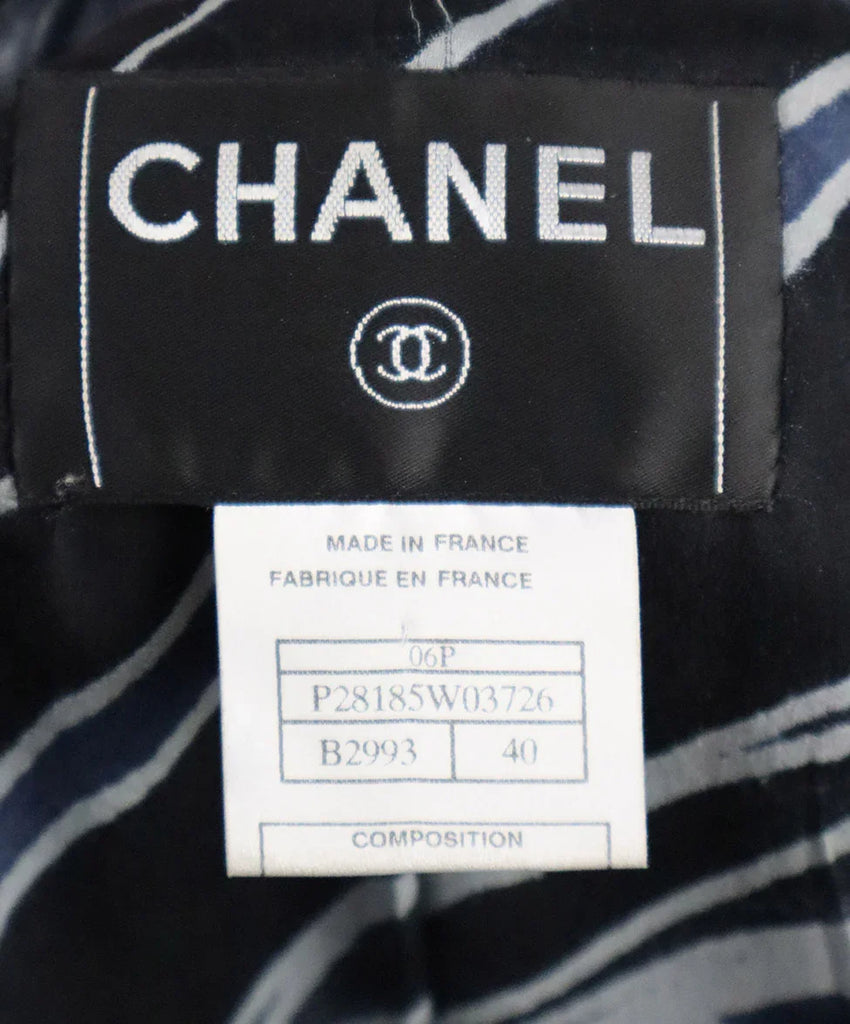 CHANEL
MADE IN FRANCE
FABRIQUE EN FRANCE
06P
P28185W03726
B2993 40
COMPOSITION